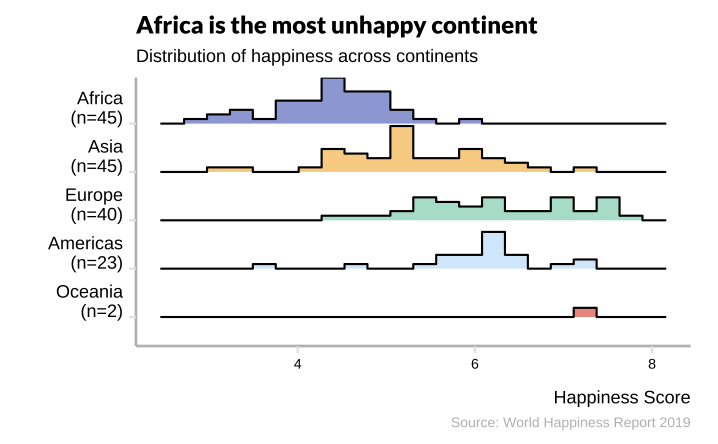 Africa is the most unhappy continent
Distribution of happiness across continents
Africa
(n=45)
Asia
(n=45)
Europe
(n=40)
Americas
(n=23)
Oceania
(n=2)
4 6 8
Happiness Score
Source: World Happiness Report 2019